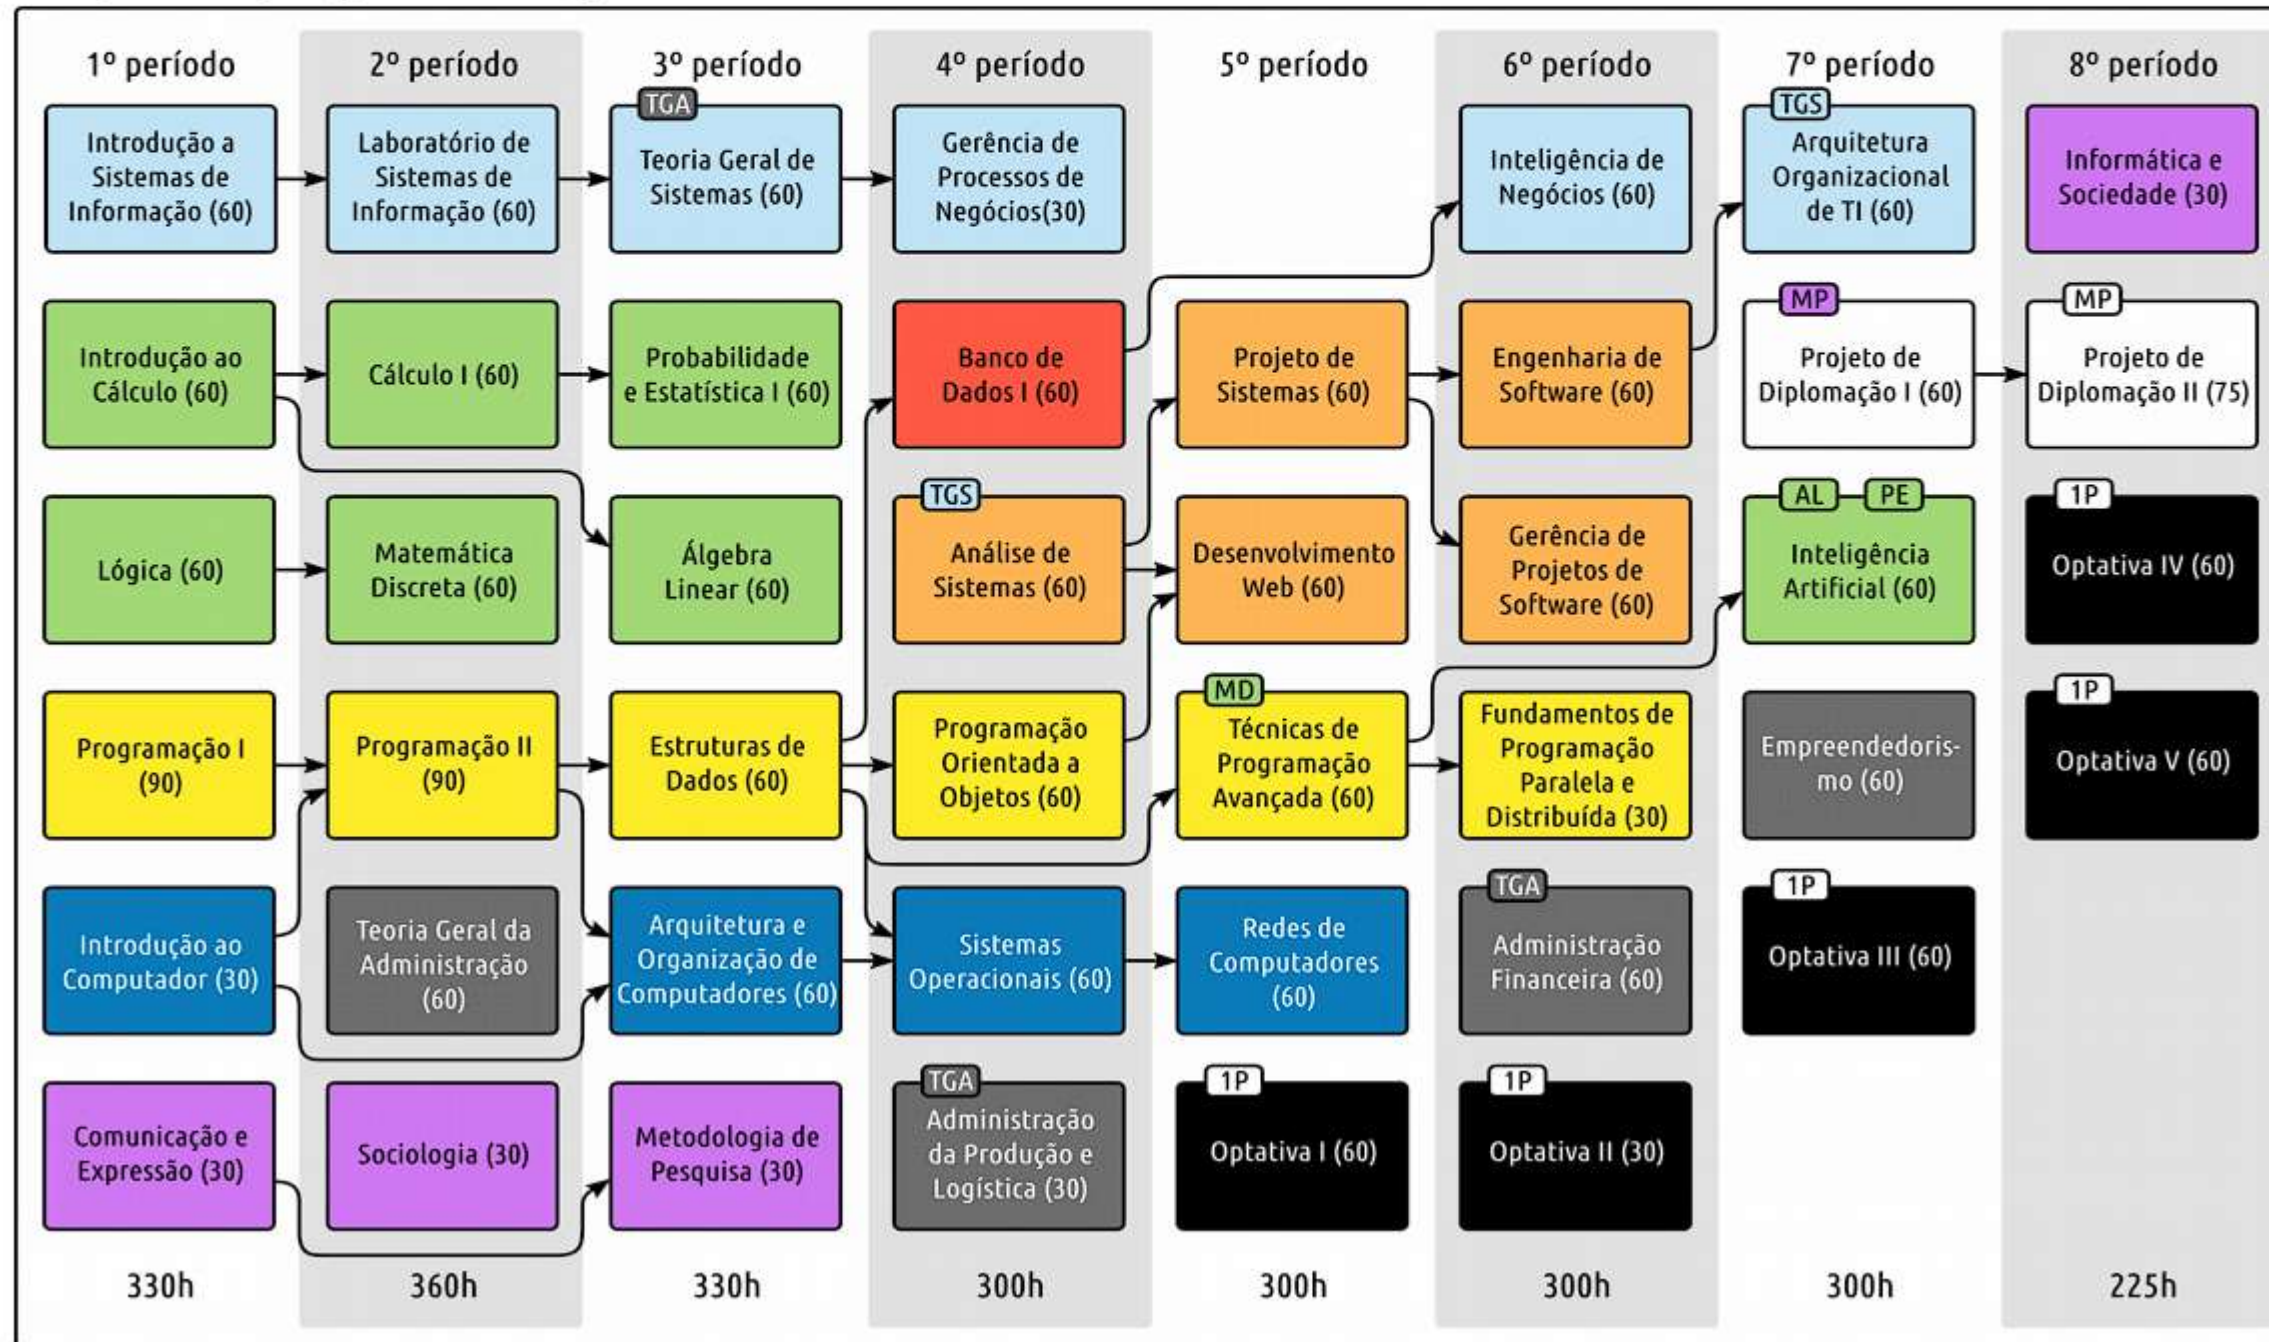 1º período
2º período
3º período
4º período
5º período
6º período
7º período
8º período
Introdução a
Sistemas de
Informação (60)
Laboratório de
Sistemas de
Informação (60)
TGA
Teoria Geral de
Sistemas (60)
Gerência de
Processos de
Negócios(30)
Inteligência de
Negócios (60)
TGS
Arquitetura
Organizacional
de TI (60)
Informática e
Sociedade (30)
Introdução ao
Cálculo (60)
Cálculo I (60)
Probabilidade
e Estatística I (60)
Banco de
Dados I (60)
Projeto de
Sistemas (60)
Engenharia de
Software (60)
MP
Projeto de
Diplomação I (60)
MP
Projeto de
Diplomação II (75)
Lógica (60)
Matemática
Discreta (60)
Álgebra
Linear (60)
TGS
Análise de
Sistemas (60)
Desenvolvimento
Web (60)
Gerência de
Projetos de
Software (60)
AL
PE
Inteligência
Artificial (60)
1P
Optativa IV (60)
Programação I
(90)
Programação II
(90)
Estruturas de
Dados (60)
Programação
Orientada a
Objetos (60)
MD
Técnicas de
Programação
Avançada (60)
Fundamentos de
Programação
Paralela e
Distribuída (30)
Empreendedoris-
mo (60)
1P
Optativa V (60)
Introdução ao
Computador (30)
Teoria Geral da
Administração
(60)
Arquitetura e
Organização de
Computadores (60)
Sistemas
Operacionais (60)
Redes de
Computadores
(60)
TGA
Administração
Financeira (60)
1P
Optativa III (60)
Comunicação e
Expressão (30)
Sociologia (30)
Metodologia de
Pesquisa (30)
TGA
Administração
da Produção e
Logística (30)
1P
Optativa I (60)
1P
Optativa II (30)
330h
360h
330h
300h
300h
300h
300h
225h